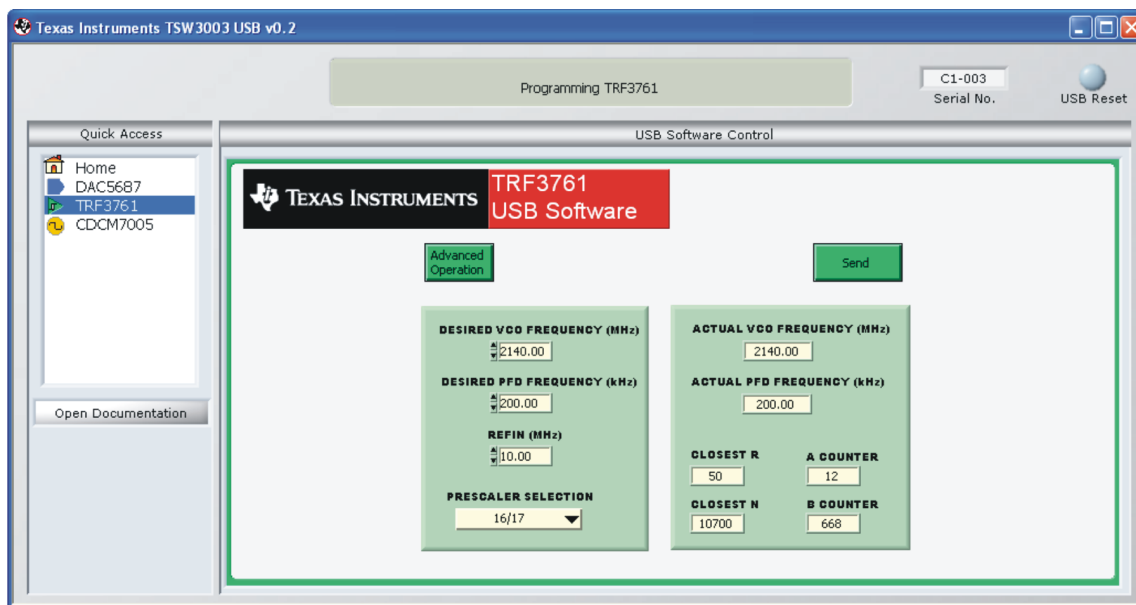 Texas Instruments TSW3003 USB v0.2
Programming TRF3761
C1-003
Serial No.
USB Reset
Quick Access
Home
DAC5687
TRF3761
CDCM7005
Open Documentation
USB Software Control
TEXAS INSTRUMENTS
TRF3761
USB Software
Advanced
Operation
Send
DESIRED VCO FREQUENCY (MHz)
2140.00
DESIRED PFD FREQUENCY (kHz)
200.00
REFIN (MHz)
10.00
PRESCALER SELECTION
16/17
ACTUAL VCO FREQUENCY (MHz)
2140.00
ACTUAL PFD FREQUENCY (kHz)
200.00
CLOSEST R
50
A COUNTER
12
CLOSEST N
10700
B COUNTER
668